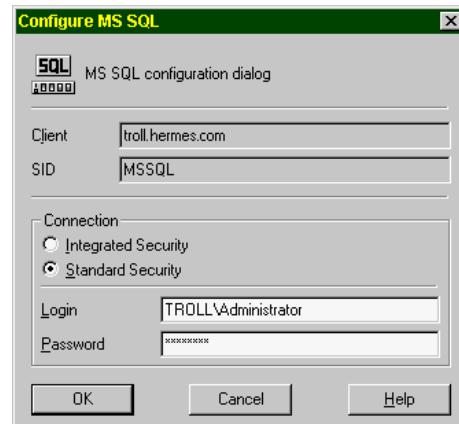 Configure MS SQL
SQL
MS SQL configuration dialog
Client
troll.hermes.com
SID
MSSQL
Connection
Integrated Security
Standard Security
Login
TROLL\Administrator
Password
********
OK
Cancel
Help